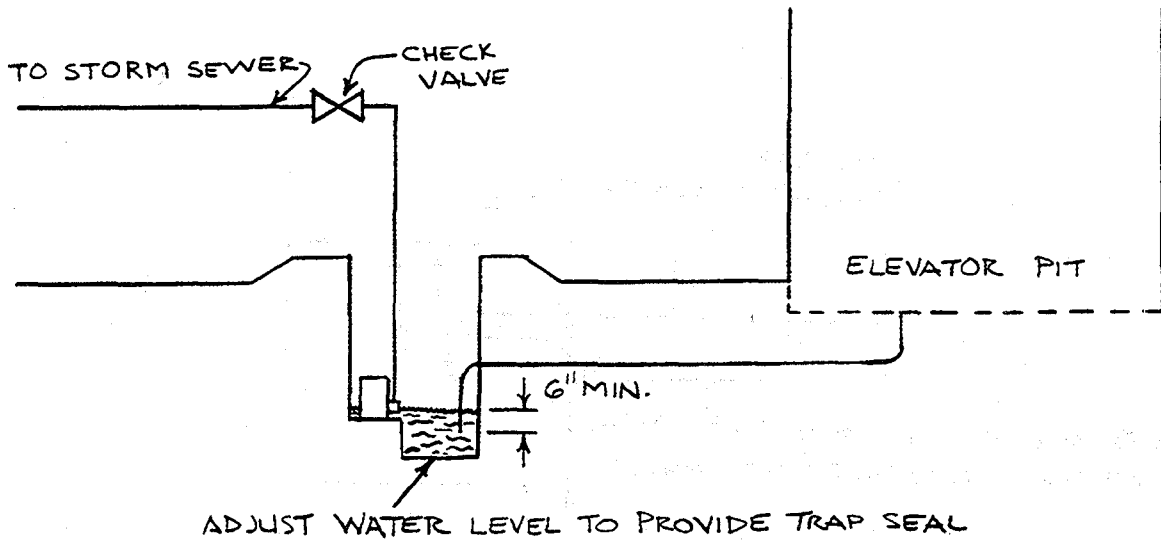 TO STORM SEWER
CHECK
VALVE
ELEVATOR PIT
6" MIN.
ADJUST WATER LEVEL TO PROVIDE TRAP SEAL